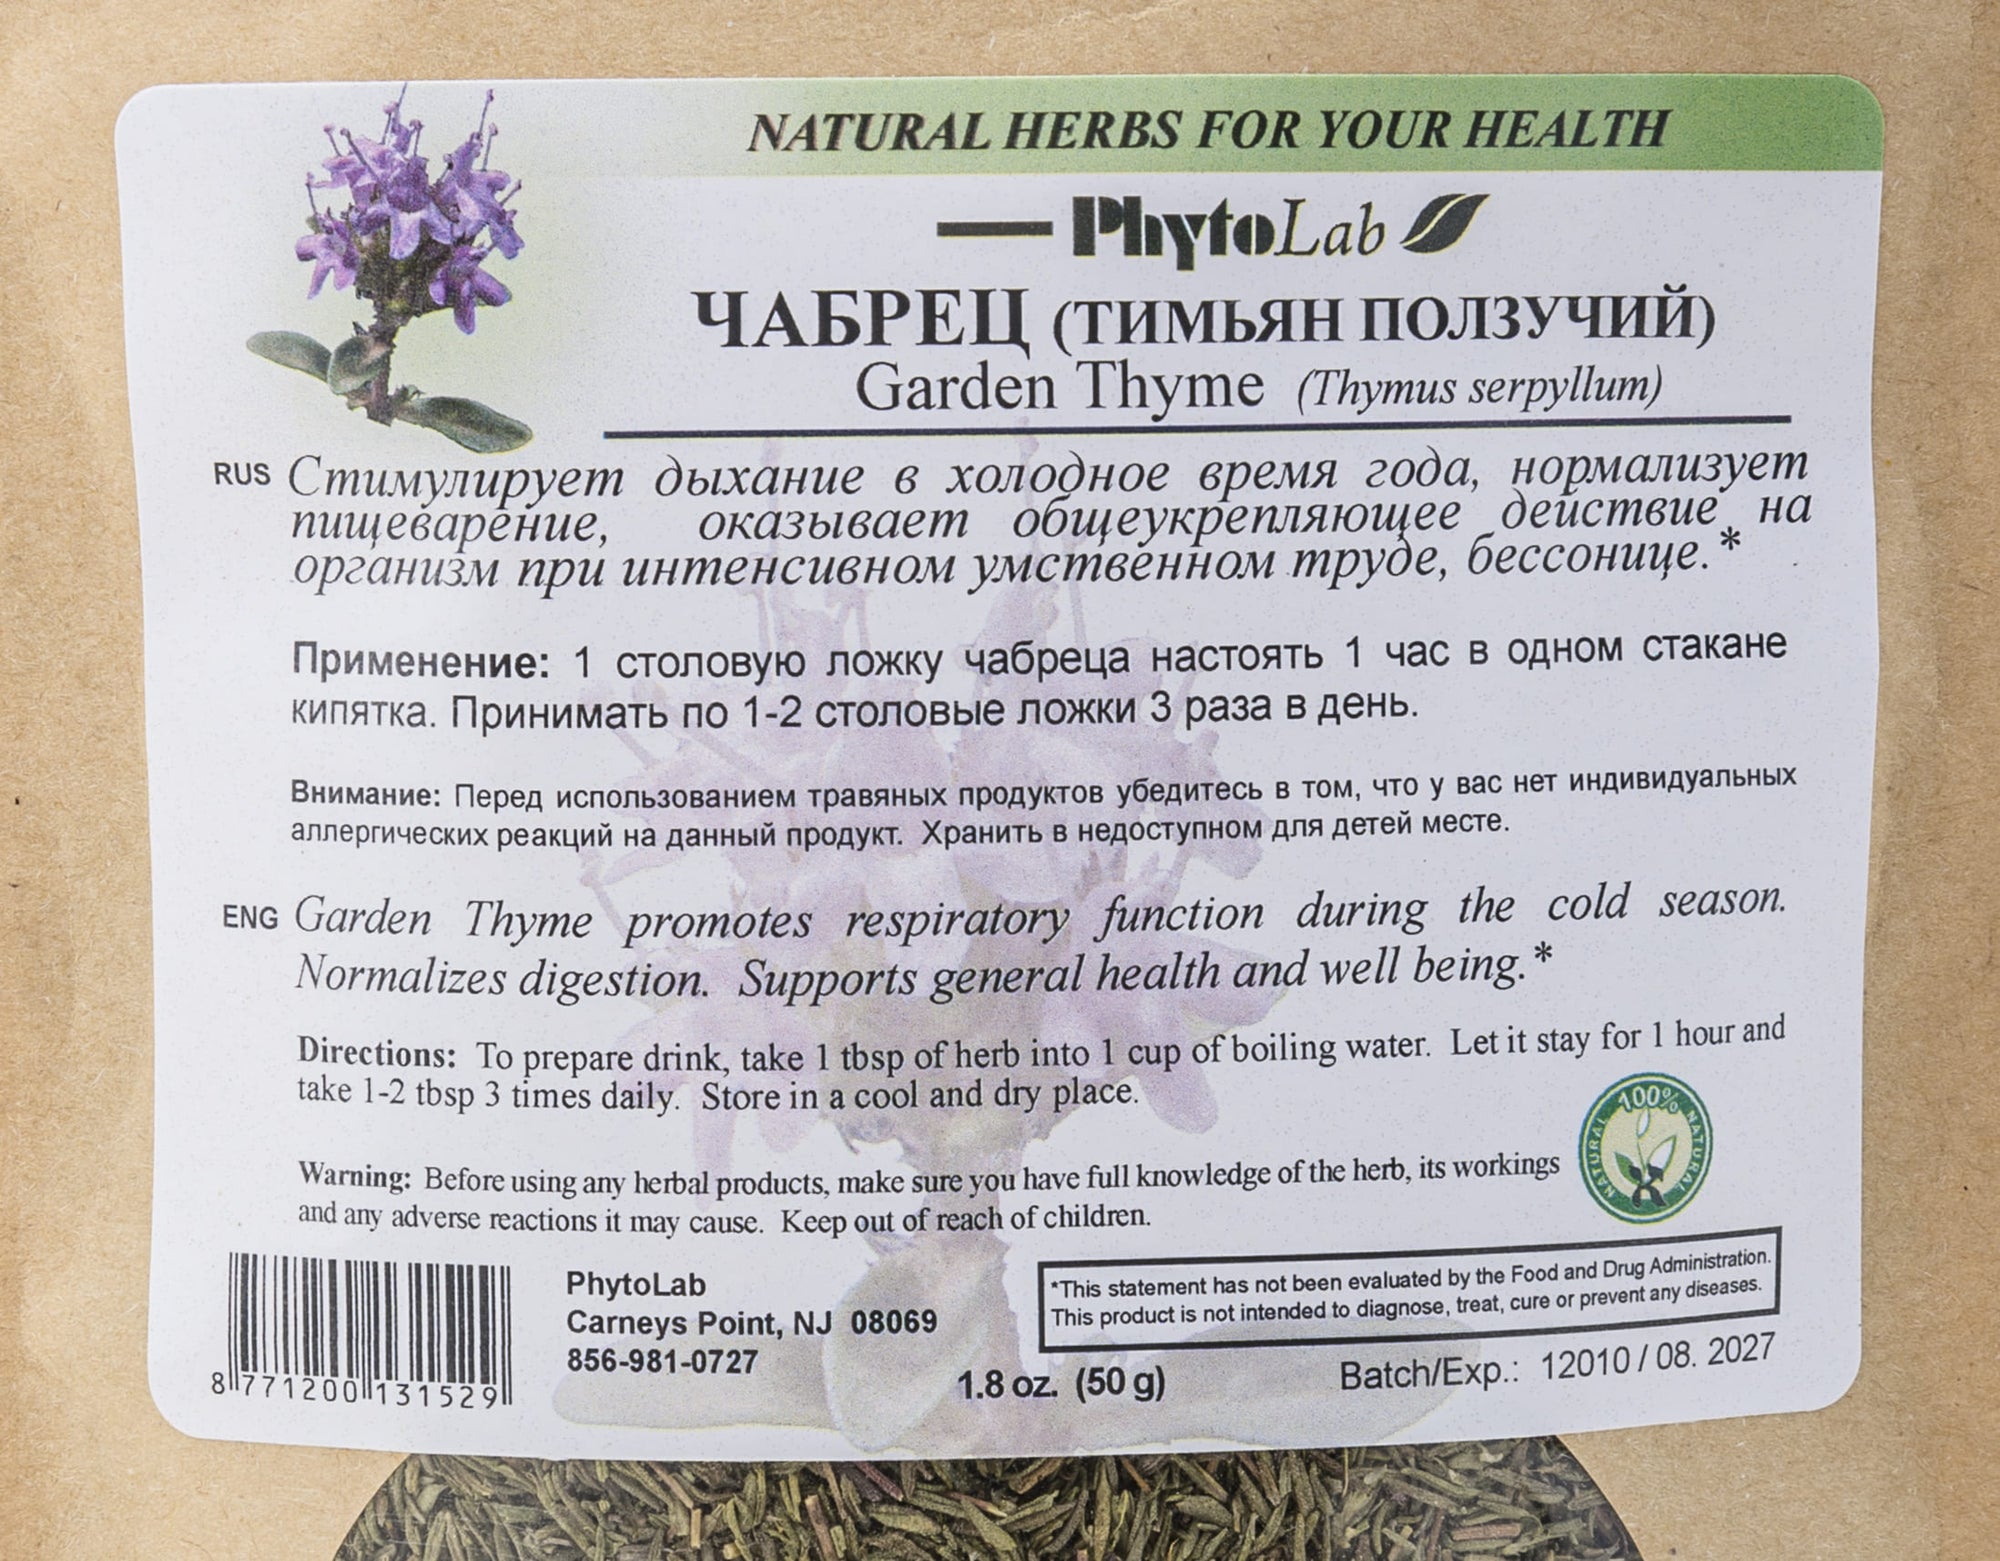 NATURAL HERBS FOR YOUR HEALTH
PhytoLab
ЧАБРЕЦ (ТИМЬЯН ПОЛЗУЧИЙ)
Garden Thyme (Thymus serpyllum)
RUS Стимулирует дыхание в холодное время года, нормализует
пищеварение, оказывает общеукрепляющее действие на
организм при интенсивном умственном труде, бессонице.*
Применение: 1 столовую ложку чабреца настоять 1 час в одном стакане
кипятка. Принимать по 1-2 столовые ложки 3 раза в день.
Внимание: Перед использованием травяных продуктов убедитесь в том, что у вас нет индивидуальных
аллергических реакций на данный продукт. Хранить в недоступном для детей месте.
ENG Garden Thyme promotes respiratory function during the cold season.
Normalizes digestion. Supports general health and well being.*
Directions: To prepare drink, take 1 tbsp of herb into 1 cup of boiling water. Let it stay for 1 hour and
take 1-2 tbsp 3 times daily. Store in a cool and dry place.
100% NATURAL NATURAL
Warning: Before using any herbal products, make sure you have full knowledge of the herb, its workings
and any adverse reactions it may cause. Keep out of reach of children.
8 771200 131529
PhytoLab
Carneys Point, NJ 08069
856-981-0727
*This statement has not been evaluated by the Food and Drug Administration.
This product is not intended to diagnose, treat, cure or prevent any diseases.
1.8 oz. (50 g)
Batch/Exp.: 12010 / 08. 2027